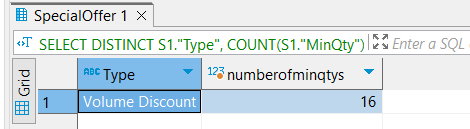 SpecialOffer 1
SELECT DISTINCT S1."Type", COUNT(S1."MinQty")
Enter a SQL
Grid
ABC Type
123 numberofminqtys
1 Volume Discount 16